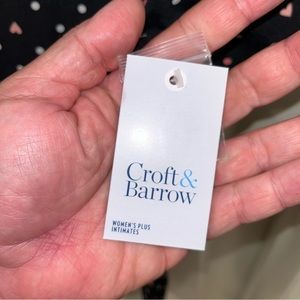 Croft&
Barrow
WOMEN'S PLUS
INTIMATES